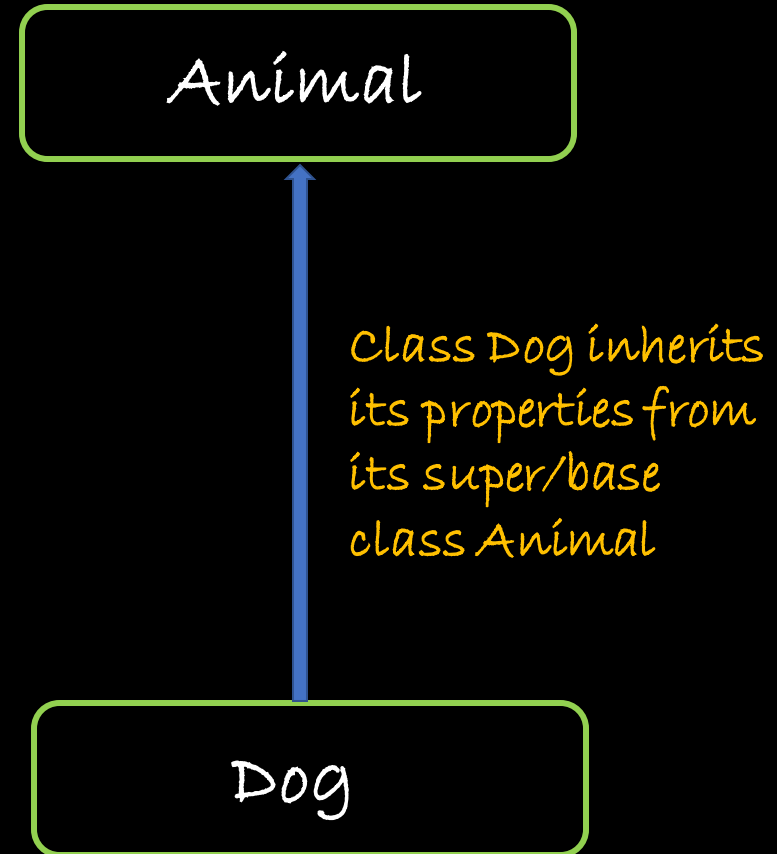 Animal
Class Dog inherits
its properties from
its super/base
class Animal
Dog